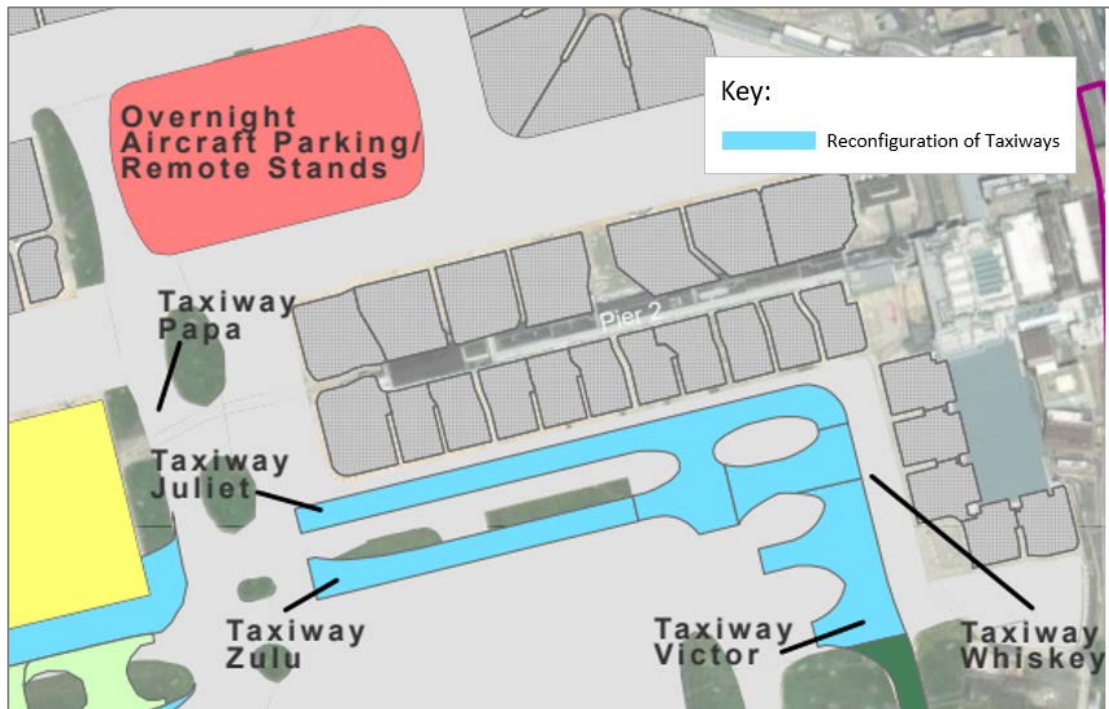 Key:
Reconfiguration of Taxiways
Overnight
Aircraft Parking/
Remote Stands
Taxiway
Papa
Pier 2
Taxiway
Juliet
Taxiway
Zulu
Taxiway
Victor
Taxiway
Whiskey